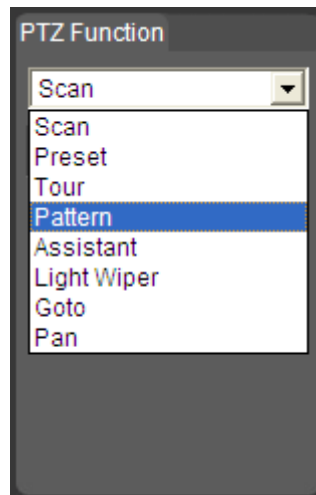 PTZ Function
Scan
Scan
Preset
Tour
Pattern
Assistant
Light Wiper
Goto
Pan